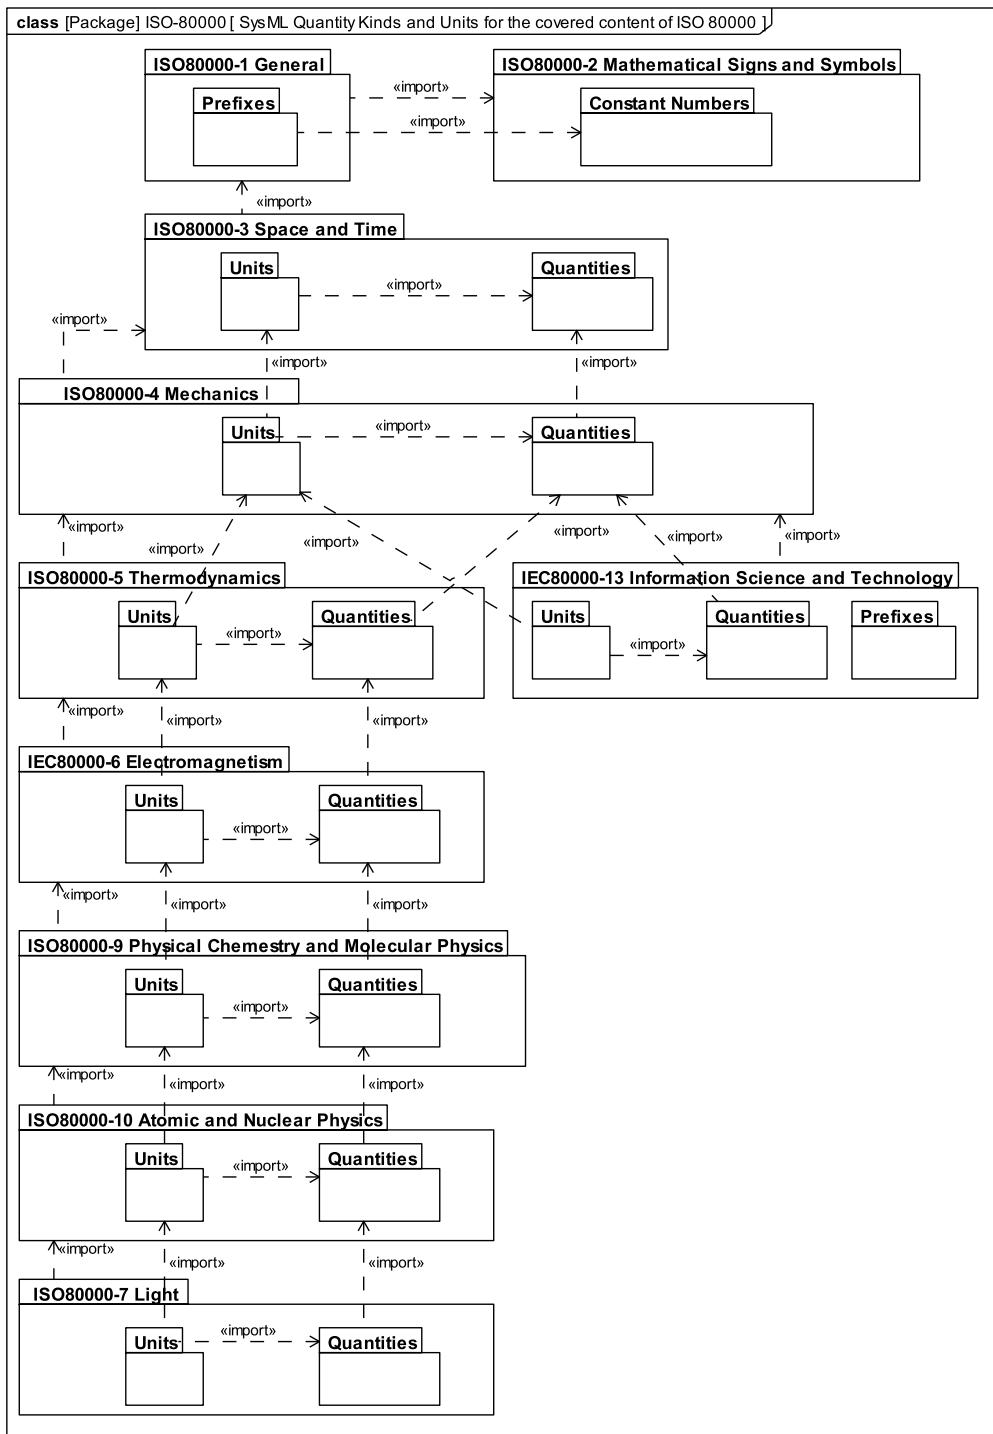 class [Package] ISO-80000 [ SysML Quantity Kinds and Units for the covered content of ISO 80000 ]
ISO80000-1 General
ISO80000-2 Mathematical Signs and Symbols
«import»
Prefixes
Constant Numbers
«import»
«import»
ISO80000-3 Space and Time
Units
Quantities
«import»
«import»
«import»
«import»
ISO80000-4 Mechanics
Units
«import»
Quantities
«import»
«import»
«import»
«import»
«import»
«import»
ISO80000-5 Thermodynamics
IEC80000-13 Information Science and Technology
Units
Quantities
Units
Quantities
Prefixes
«import»
«import»
«import»
«import»
«import»
IEC80000-6 Electromagnetism
Units
Quantities
«import»
«import»
«import»
«import»
ISO80000-9 Physical Chemestry and Molecular Physics
Units
Quantities
«import»
«import»
«import»
«import»
ISO80000-10 Atomic and Nuclear Physics
Units
Quantities
«import»
«import»
«import»
«import»
ISO80000-7 Light
Units
«import»
Quantities